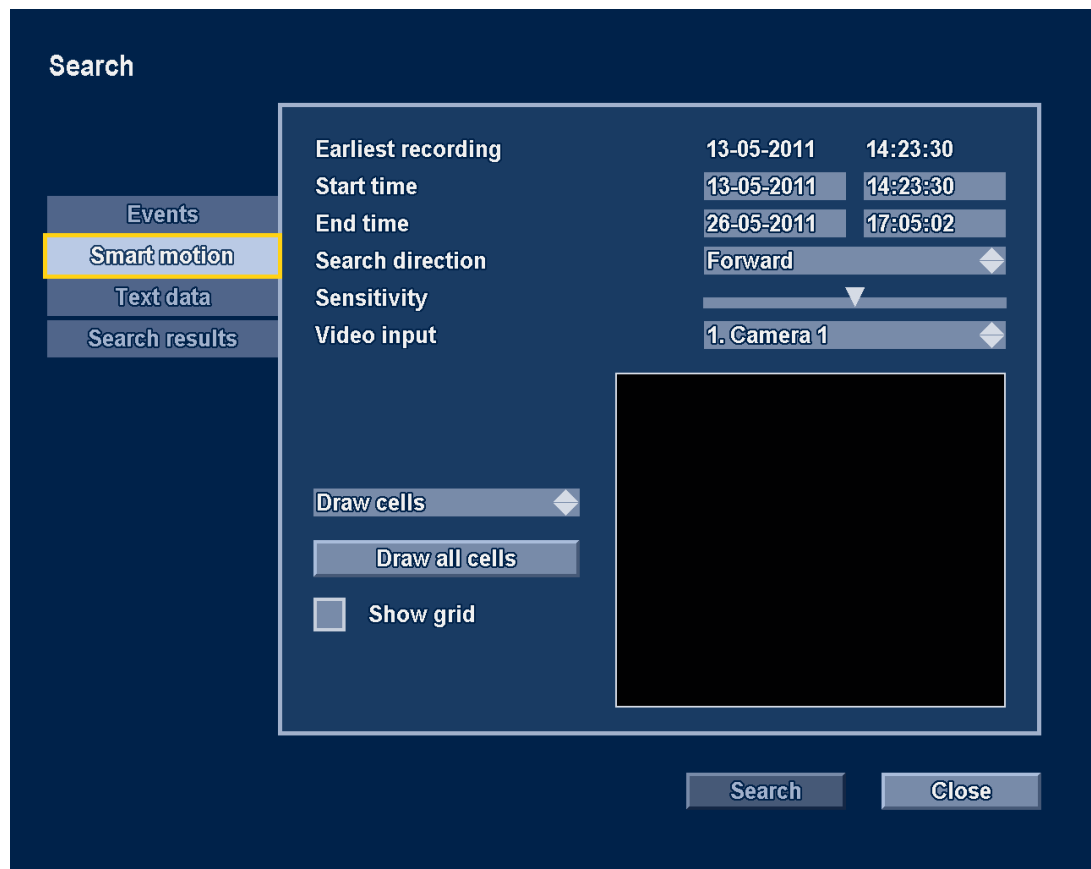 Search
Earliest recording 13-05-2011 14:23:30
Start time 13-05-2011 14:23:30
End time 26-05-2011 17:05:02
Search direction Forward
Sensitivity
Video input 1. Camera 1
Events
Smart motion
Text data
Search results
Draw cells
Draw all cells
Show grid
Search Close